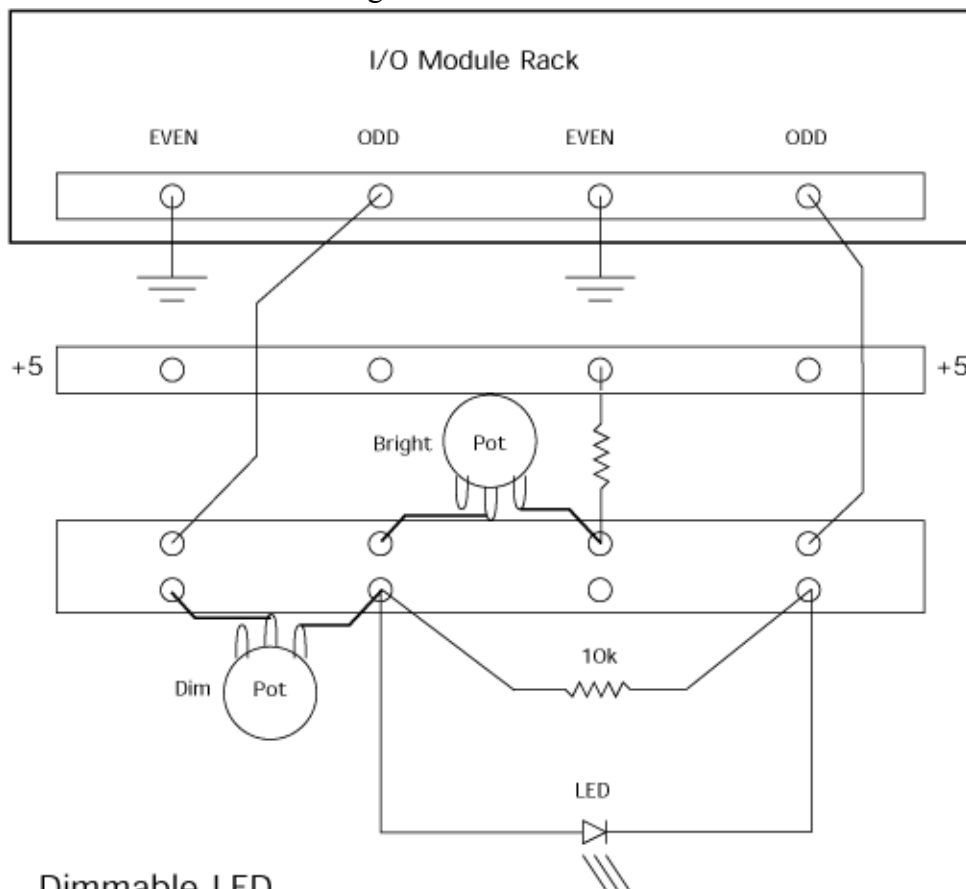 I/O Module Rack
EVEN ODD EVEN ODD
+5 +5
Bright Pot
10k
Dim Pot
LED
Dimmable LED